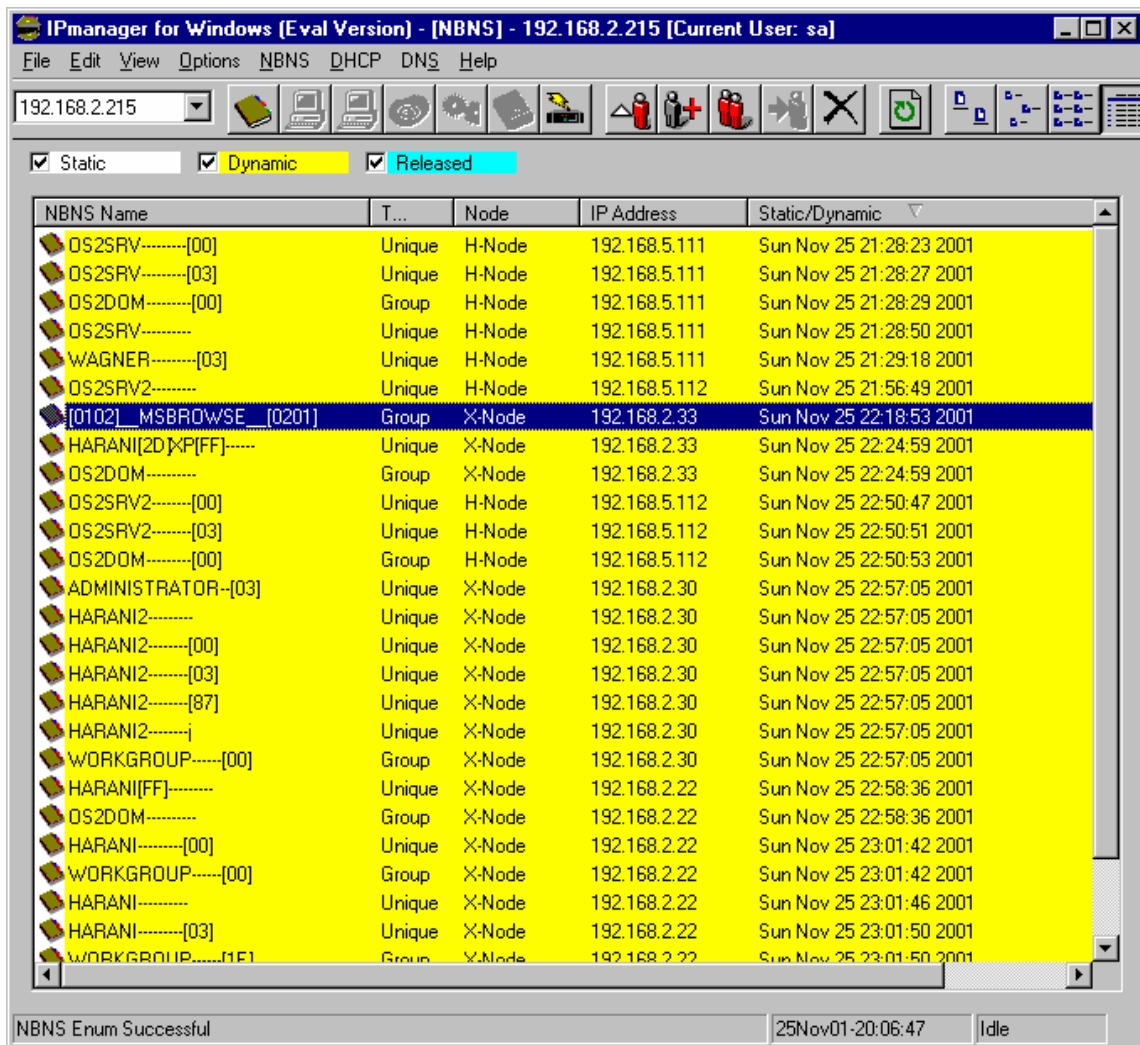 IPmanager for Windows (Eval Version) - [NBNS] - 192.168.2.215 [Current User: sa]
File Edit View Options NBNS DHCP DNS Help
192.168.2.215
Static Dynamic Released
NBNS Name T... Node IP Address Static/Dynamic
OS2SRV---------[00] Unique H-Node 192.168.5.111 Sun Nov 25 21:28:23 2001
OS2SRV---------[03] Unique H-Node 192.168.5.111 Sun Nov 25 21:28:27 2001
OS2DOM---------[00] Group H-Node 192.168.5.111 Sun Nov 25 21:28:29 2001
OS2SRV---------- Unique H-Node 192.168.5.111 Sun Nov 25 21:28:50 2001
WAGNER---------[03] Unique H-Node 192.168.5.111 Sun Nov 25 21:29:18 2001
OS2SRV2--------- Unique H-Node 192.168.5.112 Sun Nov 25 21:56:49 2001
[0102]__MSBROWSE__[0201] Group X-Node 192.168.2.33 Sun Nov 25 22:18:53 2001
HARANI[2D]XP[FF]------ Unique X-Node 192.168.2.33 Sun Nov 25 22:24:59 2001
OS2DOM---------- Group X-Node 192.168.2.33 Sun Nov 25 22:24:59 2001
OS2SRV2--------[00] Unique H-Node 192.168.5.112 Sun Nov 25 22:50:47 2001
OS2SRV2--------[03] Unique H-Node 192.168.5.112 Sun Nov 25 22:50:51 2001
OS2DOM---------[00] Group H-Node 192.168.5.112 Sun Nov 25 22:50:53 2001
ADMINISTRATOR--[03] Unique X-Node 192.168.2.30 Sun Nov 25 22:57:05 2001
HARANI2--------- Unique X-Node 192.168.2.30 Sun Nov 25 22:57:05 2001
HARANI2--------[00] Unique X-Node 192.168.2.30 Sun Nov 25 22:57:05 2001
HARANI2--------[03] Unique X-Node 192.168.2.30 Sun Nov 25 22:57:05 2001
HARANI2--------[87] Unique X-Node 192.168.2.30 Sun Nov 25 22:57:05 2001
HARANI2--------j Unique X-Node 192.168.2.30 Sun Nov 25 22:57:05 2001
WORKGROUP------[00] Group X-Node 192.168.2.30 Sun Nov 25 22:57:05 2001
HARANI[FF]--------- Unique X-Node 192.168.2.22 Sun Nov 25 22:58:36 2001
OS2DOM---------- Group X-Node 192.168.2.22 Sun Nov 25 22:58:36 2001
HARANI---------[00] Unique X-Node 192.168.2.22 Sun Nov 25 23:01:42 2001
WORKGROUP------[00] Group X-Node 192.168.2.22 Sun Nov 25 23:01:42 2001
HARANI---------- Unique X-Node 192.168.2.22 Sun Nov 25 23:01:46 2001
HARANI---------[03] Unique X-Node 192.168.2.22 Sun Nov 25 23:01:50 2001
WORKGROUP------[1E] Group X-Node 192.168.2.22 Sun Nov 25 23:01:50 2001
NBNS Enum Successful 25Nov01-20:06:47 Idle